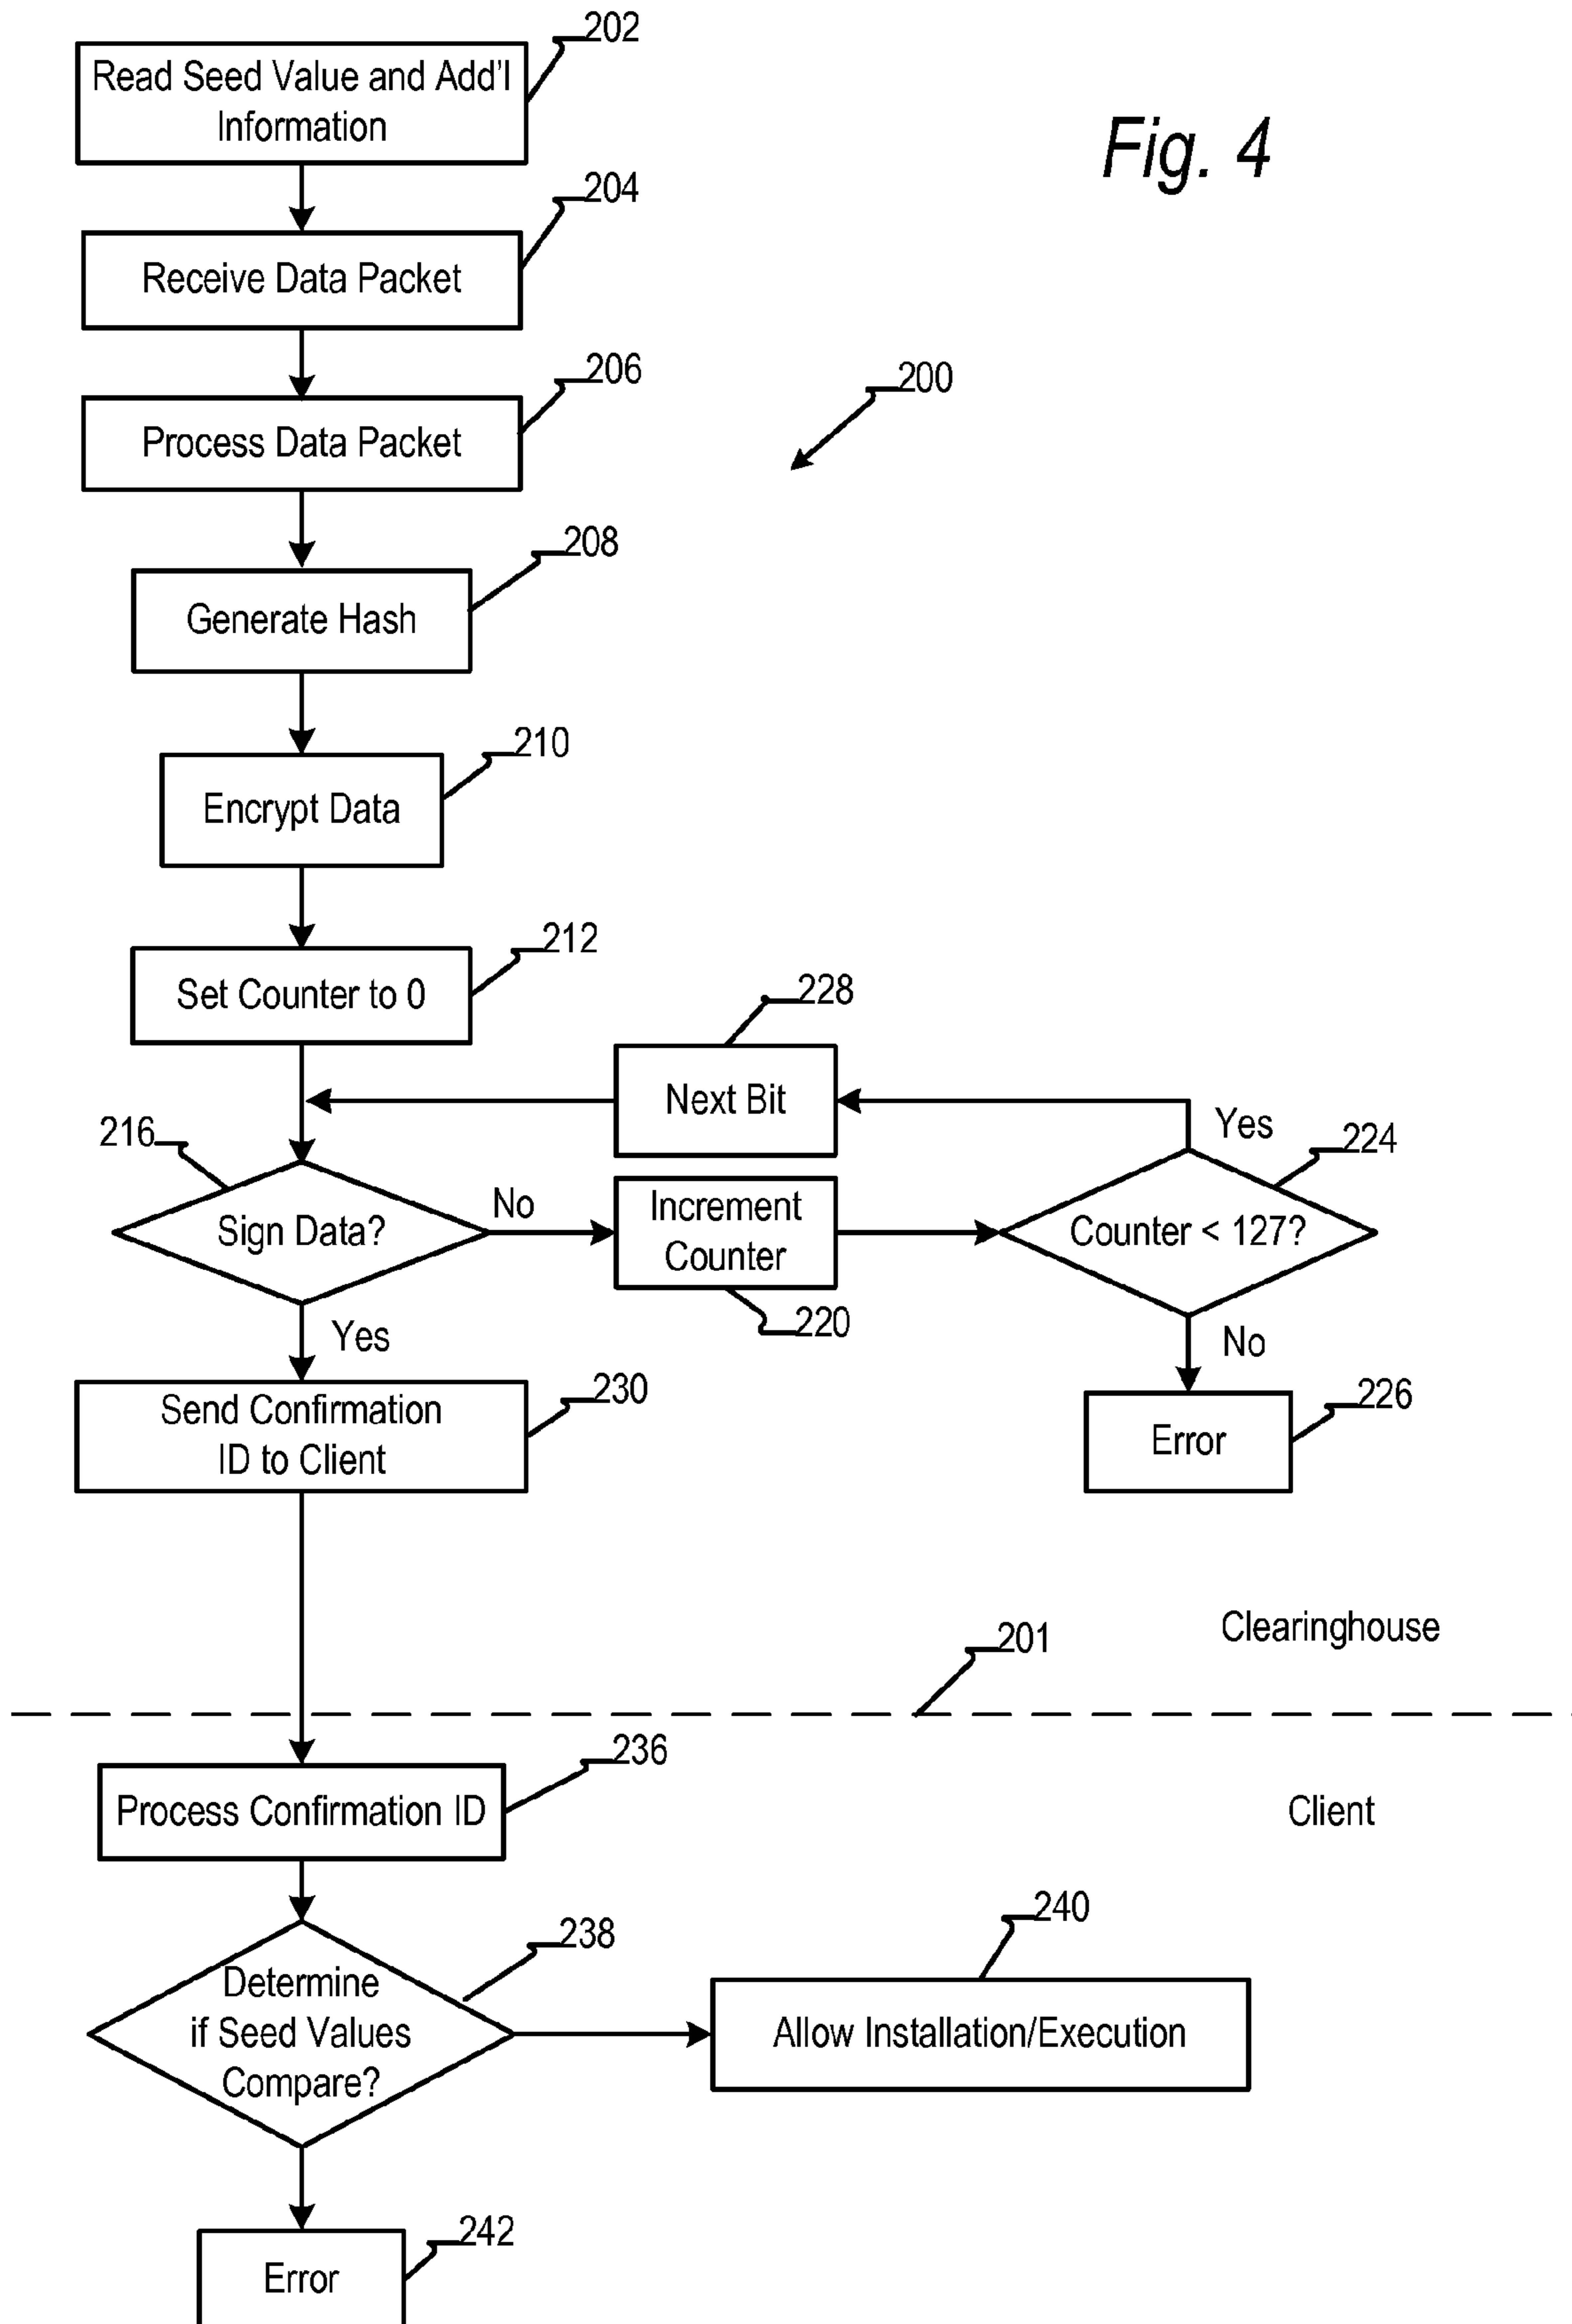 202
Read Seed Value and Add'l
Information
Fig. 4
204
Receive Data Packet
206
Process Data Packet
200
208
Generate Hash
210
Encrypt Data
212
Set Counter to 0
228
Next Bit
216
Sign Data?
No
Increment
Counter
220
Yes
224
Counter < 127?
Yes
No
230
Send Confirmation
ID to Client
226
Error
201
Clearinghouse
236
Process Confirmation ID
Client
238
Determine
if Seed Values
Compare?
240
Allow Installation/Execution
242
Error